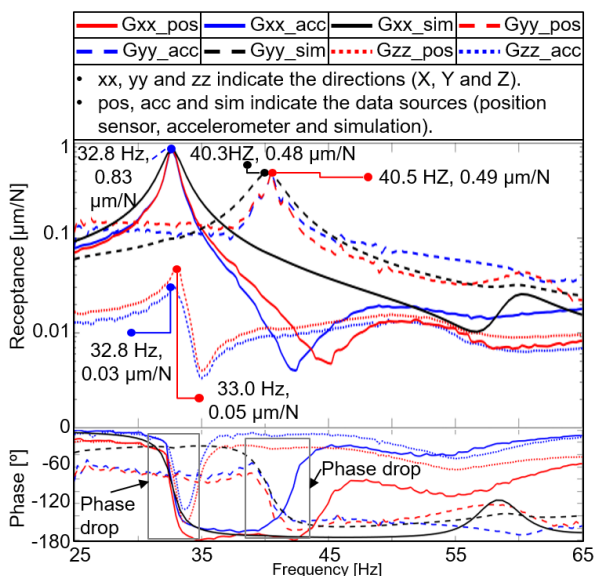 Gxx_pos Gxx_acc Gxx_sim Gyy_pos
Gyy_acc Gyy_sim Gzz_pos Gzz_acc
• xx, yy and zz indicate the directions (X, Y and Z).
• pos, acc and sim indicate the data sources (position
sensor, accelerometer and simulation).
1
32.8 Hz,
0.83
µm/N
40.3HZ, 0.48 µm/N
40.5 HZ, 0.49 µm/N
Receptance [µm/N]
0.1
0.01
32.8 Hz,
0.03 µm/N
33.0 Hz,
0.05 µm/N
0
-60
-120
-180
Phase [°]
Phase
drop
Phase drop
25 35 45 55 65
Frequency [Hz]